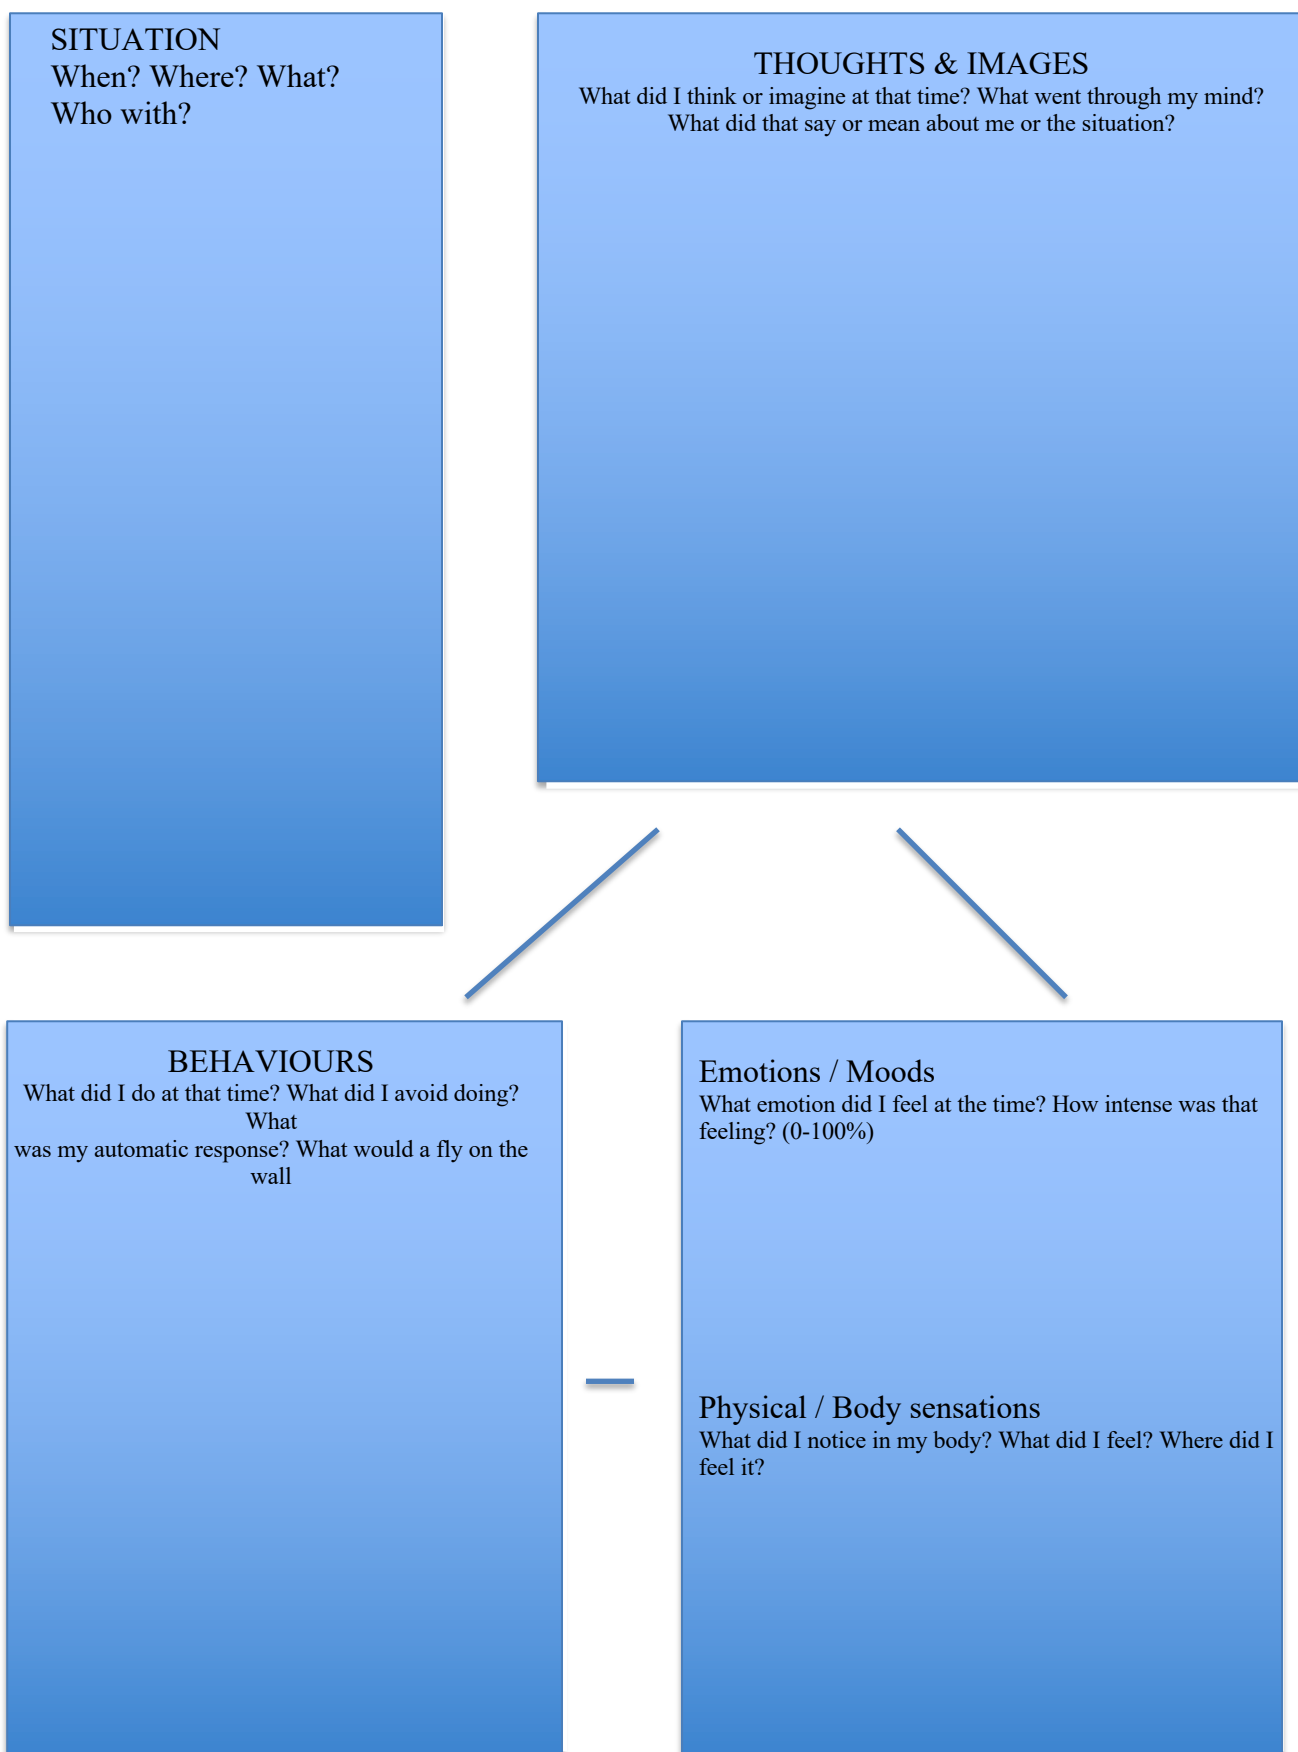 SITUATION
When? Where? What?
Who with?
THOUGHTS & IMAGES
What did I think or imagine at that time? What went through my mind?
What did that say or mean about me or the situation?
BEHAVIOURS
What did I do at that time? What did I avoid doing?
What
was my automatic response? What would a fly on the
wall
Emotions / Moods
What emotion did I feel at the time? How intense was that
feeling? (0-100%)
Physical / Body sensations
What did I notice in my body? What did I feel? Where did I
feel it?